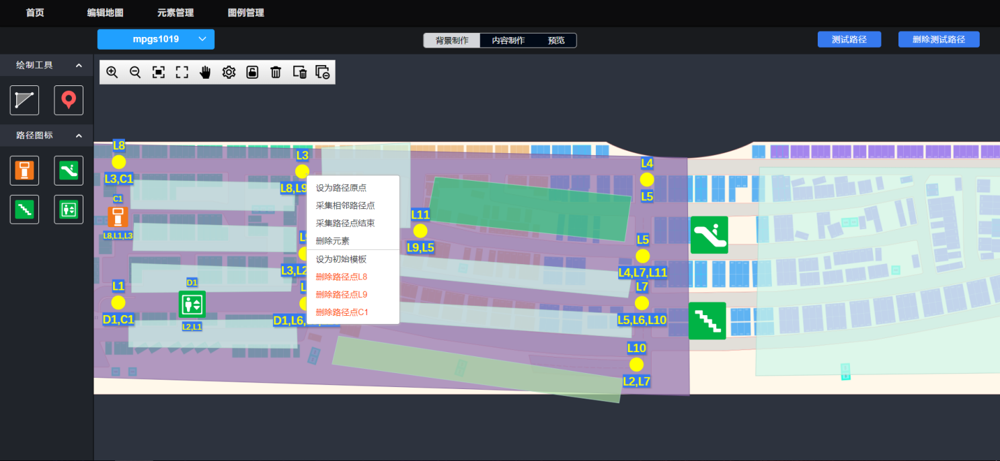 首页 编辑地图 元素管理 图例管理
mpgs1019 背景制作 内容制作 预览 测试路径 删除测试路径
绘制工具
路径图标
L8
L3,C1
C1
L8,L1,L3
L1
D1,C1
D1
L2,L1
L3
L8,L9
L3,L2
D1,L6
设为路径原点
采集相邻路径点
采集路径点结束
删除元素
设为初始模板
删除路径点L8
删除路径点L9
删除路径点C1
L11
L9,L5
L4
L5
L5
L4,L7,L11
L7
L5,L6,L10
L10
L2,L7